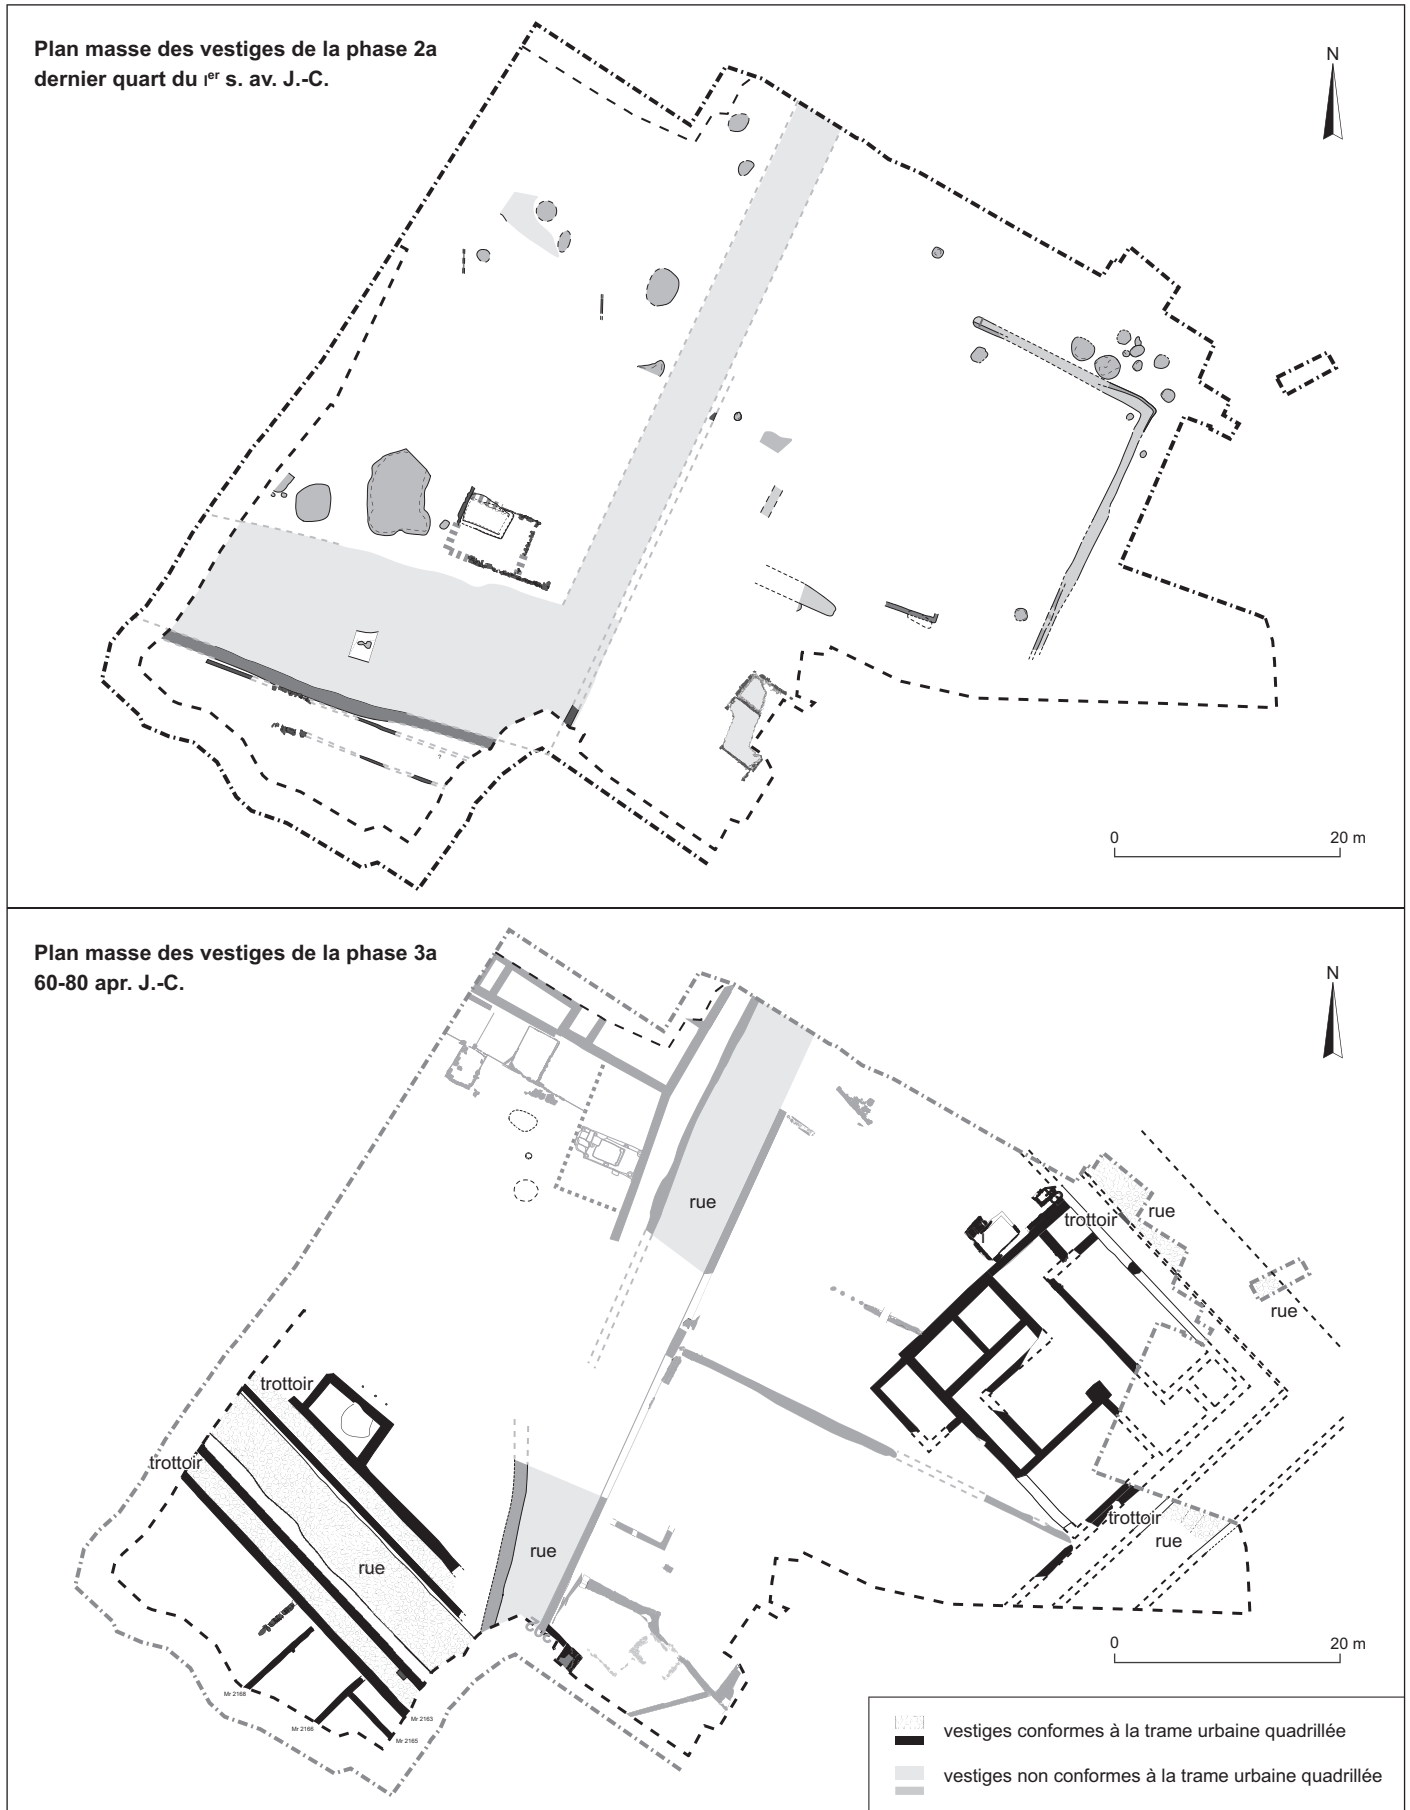 Plan masse des vestiges de la phase 2a
dernier quart du Ier s. av. J.-C.
N
0 20 m
Plan masse des vestiges de la phase 3a
60-80 apr. J.-C.
N
rue
trottoir
rue
rue
trottoir
trottoir
rue
rue
trottoir
rue
Mr 2168
Mr 2166
Mr 2163
Mr 2165
0 20 m
vestiges conformes à la trame urbaine quadrillée
vestiges non conformes à la trame urbaine quadrillée